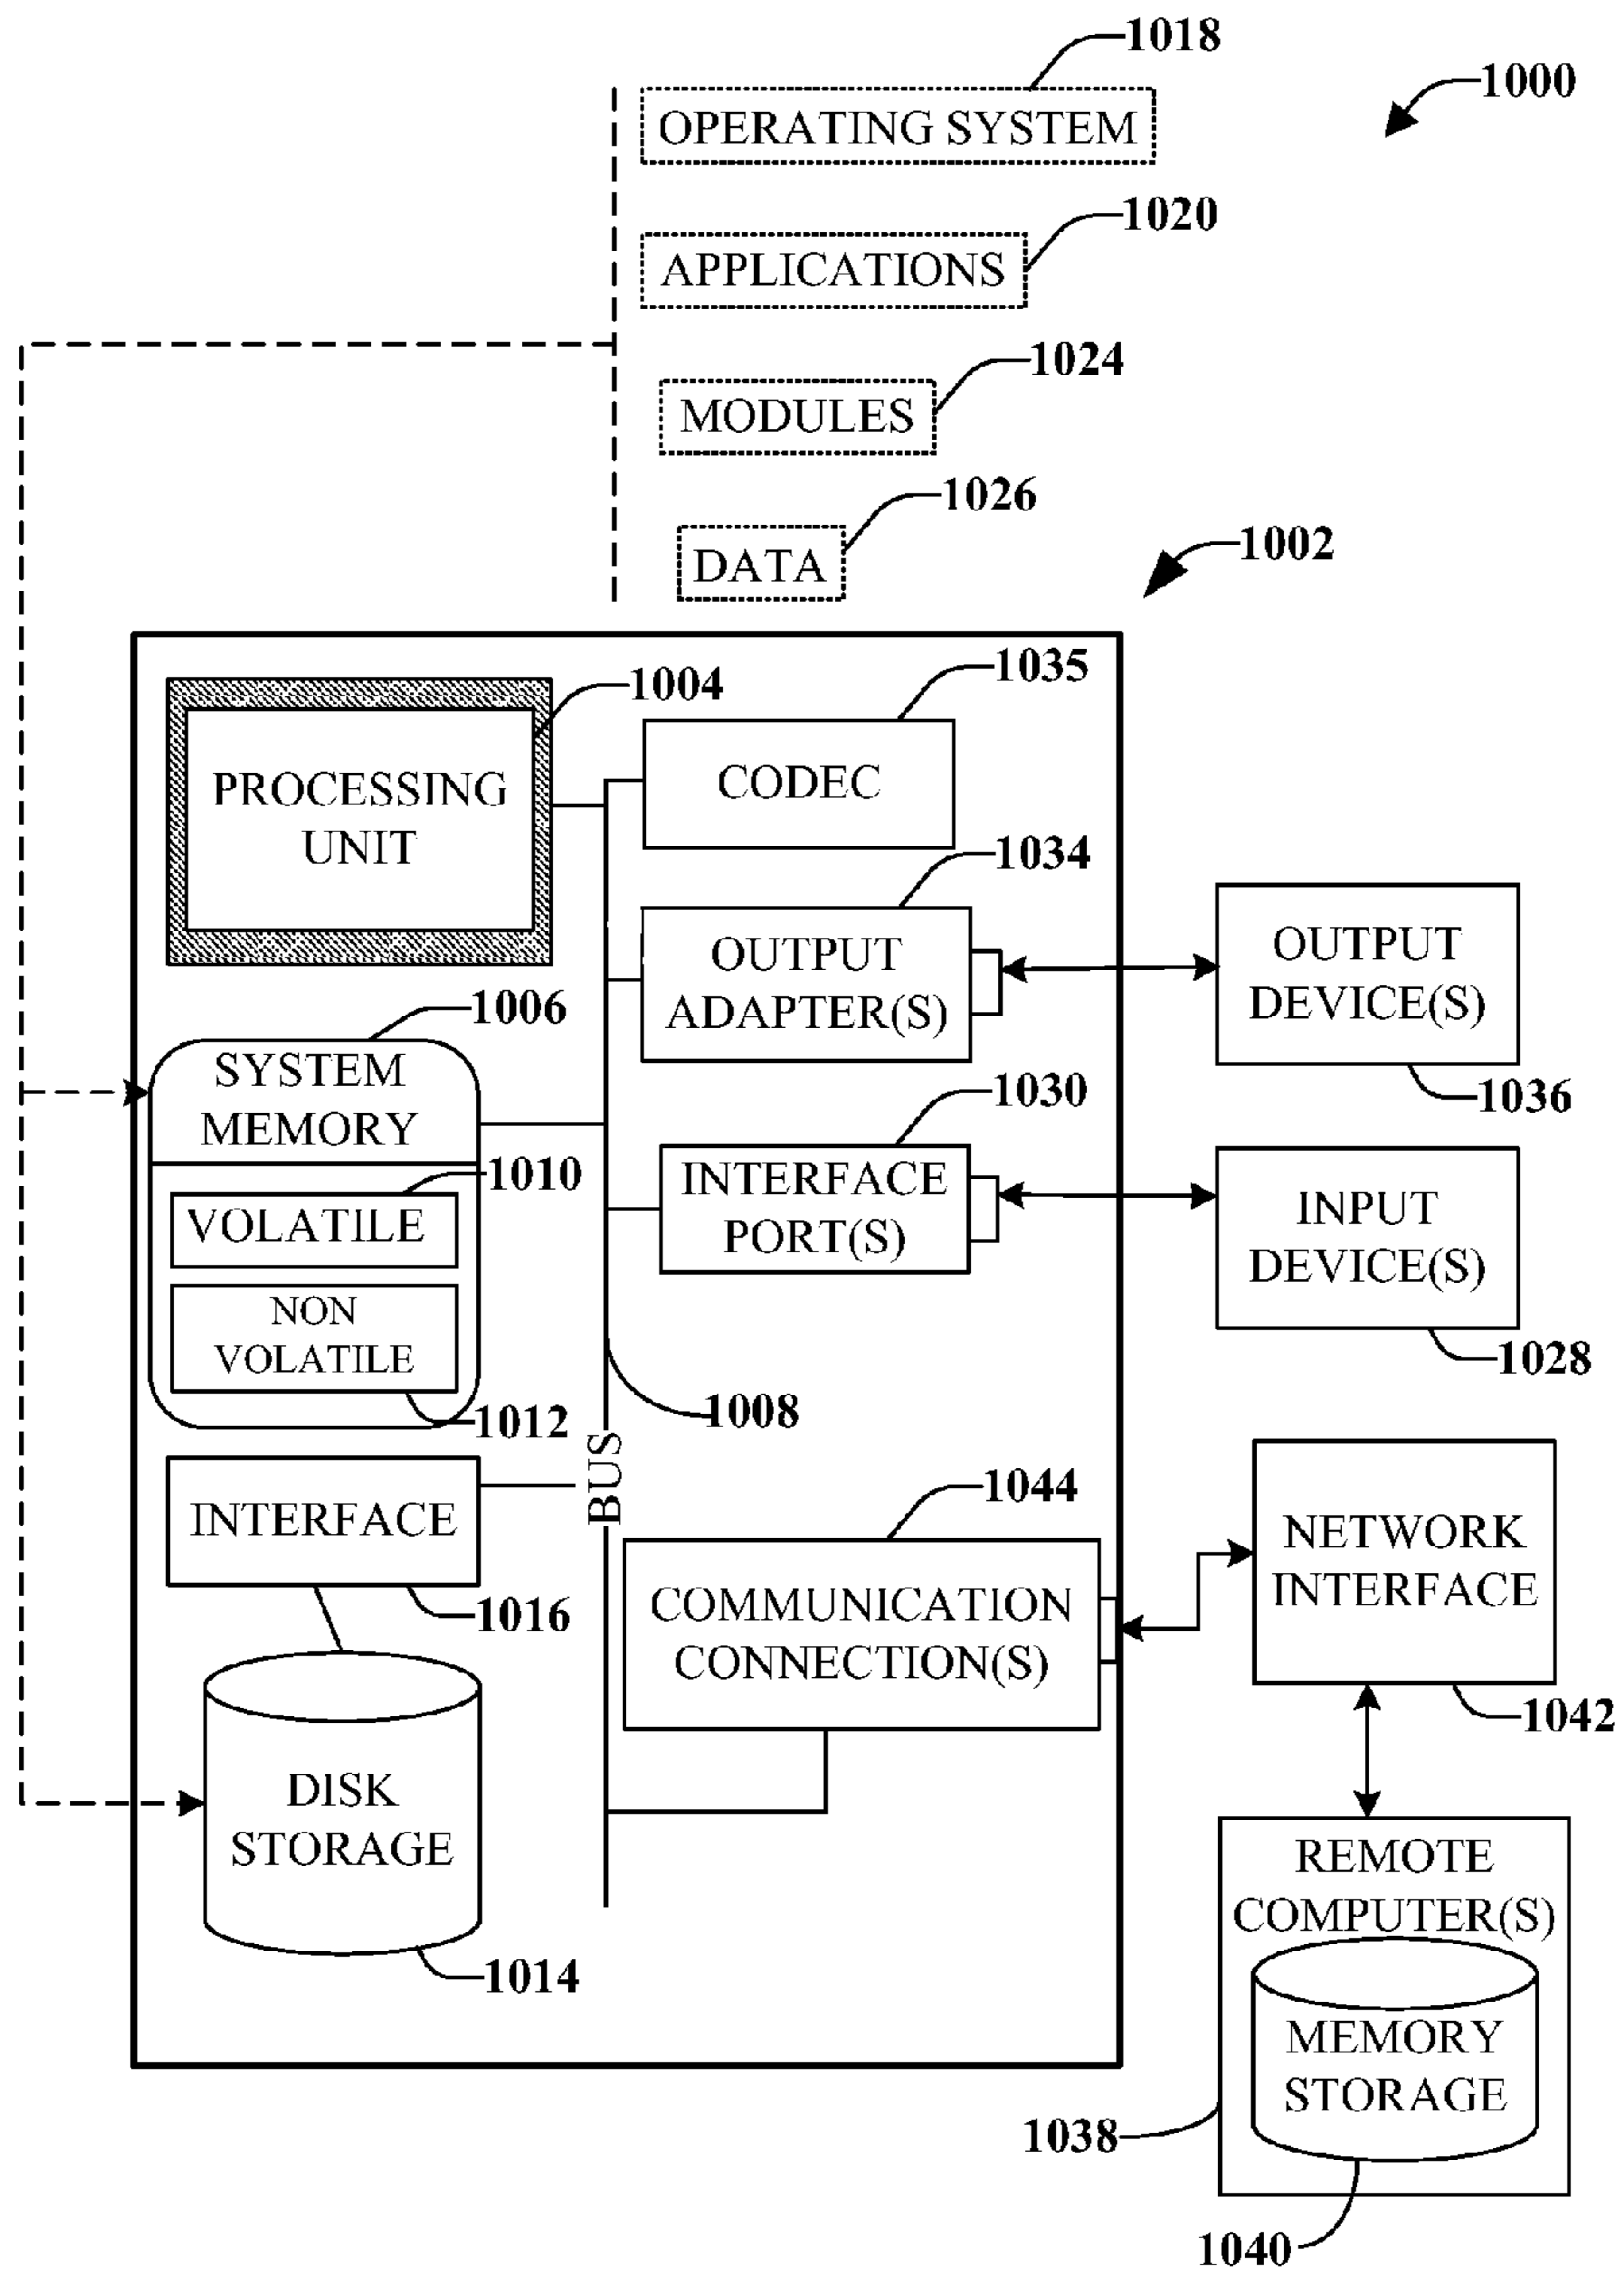 1018
1000
OPERATING SYSTEM
1020
APPLICATIONS
1024
MODULES
1026
DATA
1002
1035
1004
CODEC
PROCESSING
UNIT
1034
OUTPUT
ADAPTER(S)
OUTPUT
DEVICE(S)
1036
1006
SYSTEM
MEMORY
1030
1010
INTERFACE
PORT(S)
VOLATILE
INPUT
DEVICE(S)
1028
NON
VOLATILE
1012
1008
BUS
INTERFACE
1016
1044
COMMUNICATION
CONNECTION(S)
NETWORK
INTERFACE
1042
DISK
STORAGE
1014
REMOTE
COMPUTER(S)
MEMORY
STORAGE
1038
1040